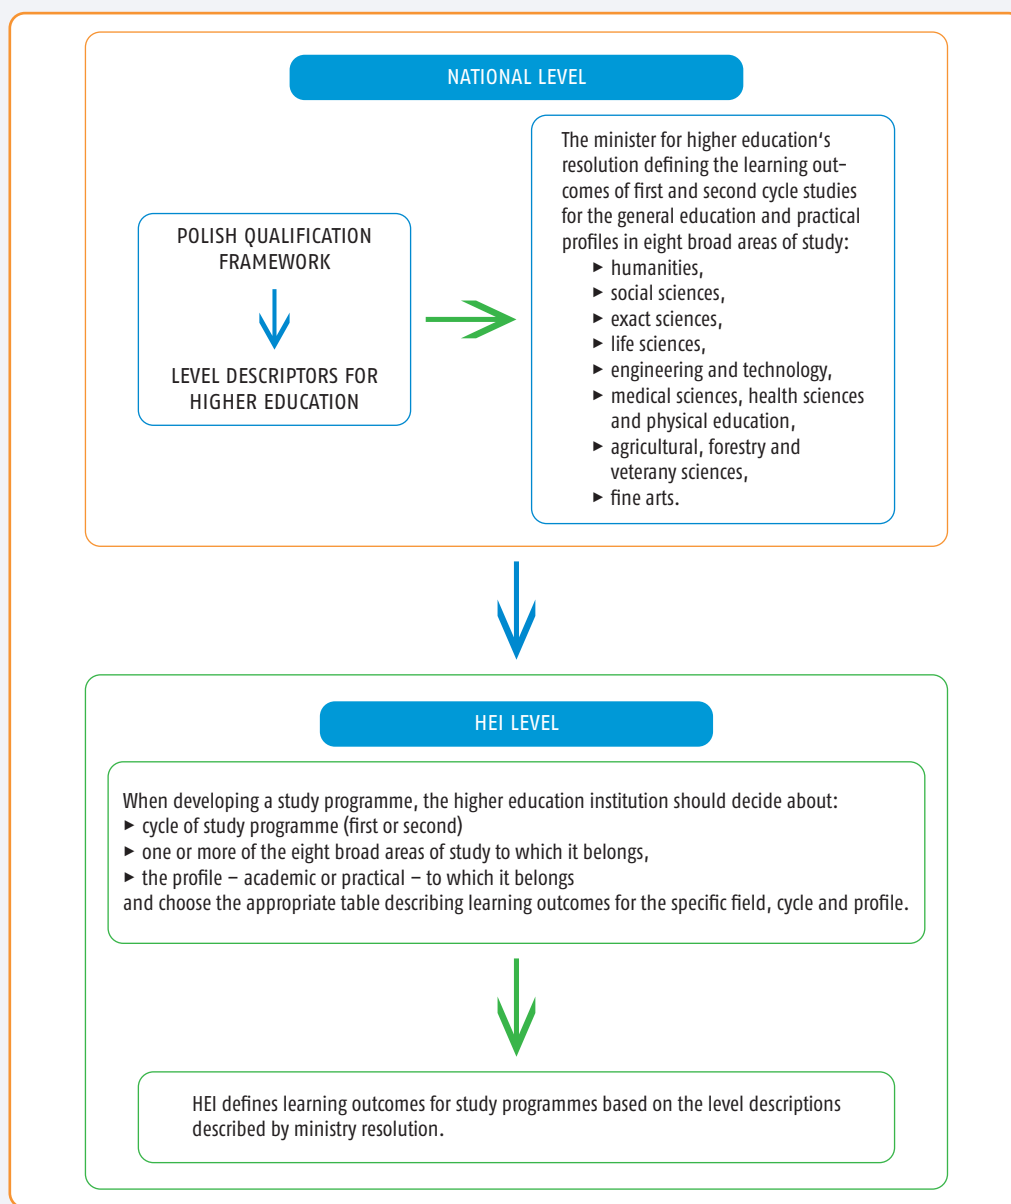 NATIONAL LEVEL
POLISH QUALIFICATION
FRAMEWORK
LEVEL DESCRIPTORS FOR
HIGHER EDUCATION
The minister for higher education‘s
resolution defining the learning out-
comes of first and second cycle studies
for the general education and practical
profiles in eight broad areas of study:
► humanities,
► social sciences,
► exact sciences,
► life sciences,
► engineering and technology,
► medical sciences, health sciences
and physical education,
► agricultural, forestry and
veterany sciences,
► fine arts.
HEI LEVEL
When developing a study programme, the higher education institution should decide about:
► cycle of study programme (first or second)
► one or more of the eight broad areas of study to which it belongs,
► the profile – academic or practical – to which it belongs
and choose the appropriate table describing learning outcomes for the specific field, cycle and profile.
HEI defines learning outcomes for study programmes based on the level descriptions
described by ministry resolution.